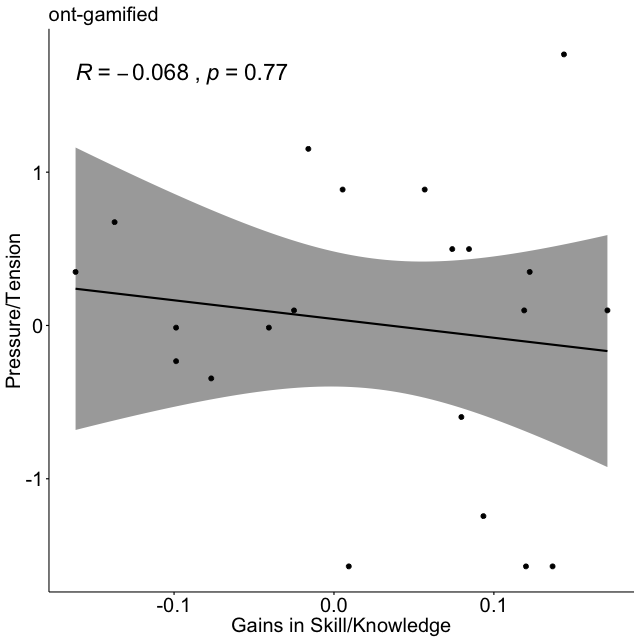 ont-gamified
R = −0.068 , p = 0.77
Pressure/Tension
1
0
-1
-0.1
0.0
0.1
Gains in Skill/Knowledge